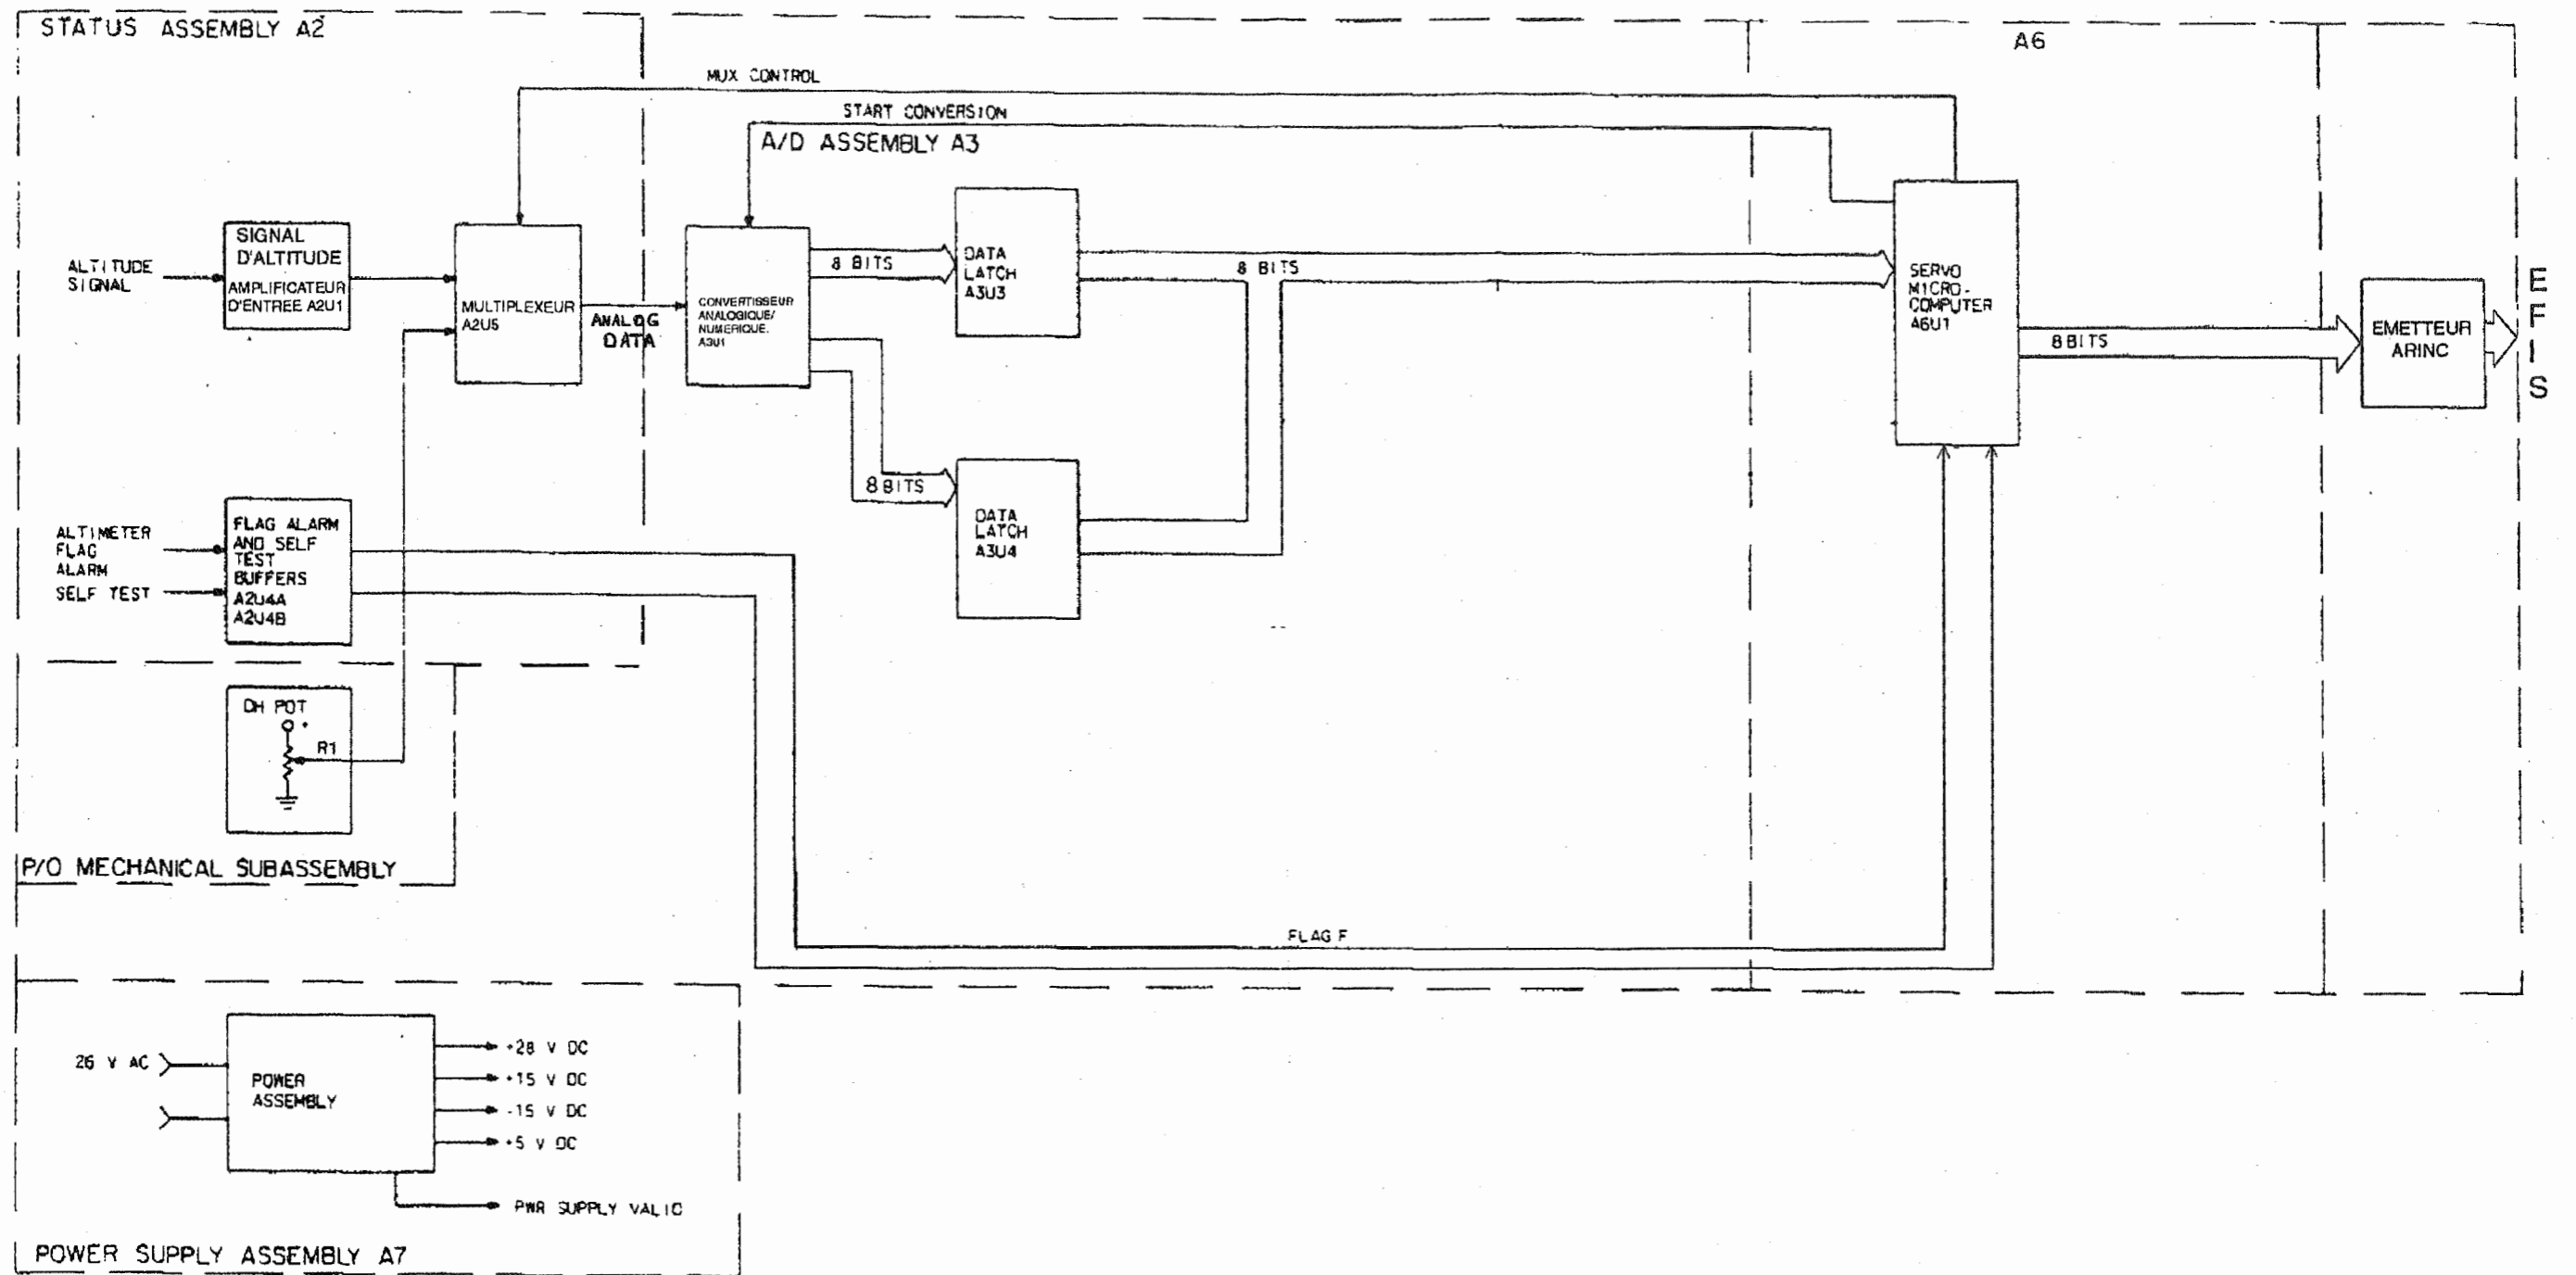 STATUS ASSEMBLY A2
A6
MUX CONTROL
START CONVERSION
A/D ASSEMBLY A3
ALTITUDE
SIGNAL
SIGNAL
D'ALTITUDE
AMPLIFICATEUR
D'ENTREE A2U1
MULTIPLEXEUR
A2U5
ANALOG
DATA
CONVERTISSEUR
ANALOGIQUE/
NUMERIQUE.
A3U1
8 BITS
DATA
LATCH
A3U3
8 BITS
SERVO
MICRO-
COMPUTER
A6U1
8 BITS
EMETTEUR
ARINC
E
F
I
S
8 BITS
DATA
LATCH
A3U4
ALTIMETER
FLAG
ALARM
SELF TEST
FLAG ALARM
AND SELF
TEST
BUFFERS
A2U4A
A2U4B
DH POT
+
R1
P/O MECHANICAL SUBASSEMBLY
FLAG F
26 V AC
POWER
ASSEMBLY
+28 V DC
+15 V DC
-15 V DC
+5 V DC
PWR SUPPLY VALID
POWER SUPPLY ASSEMBLY A7